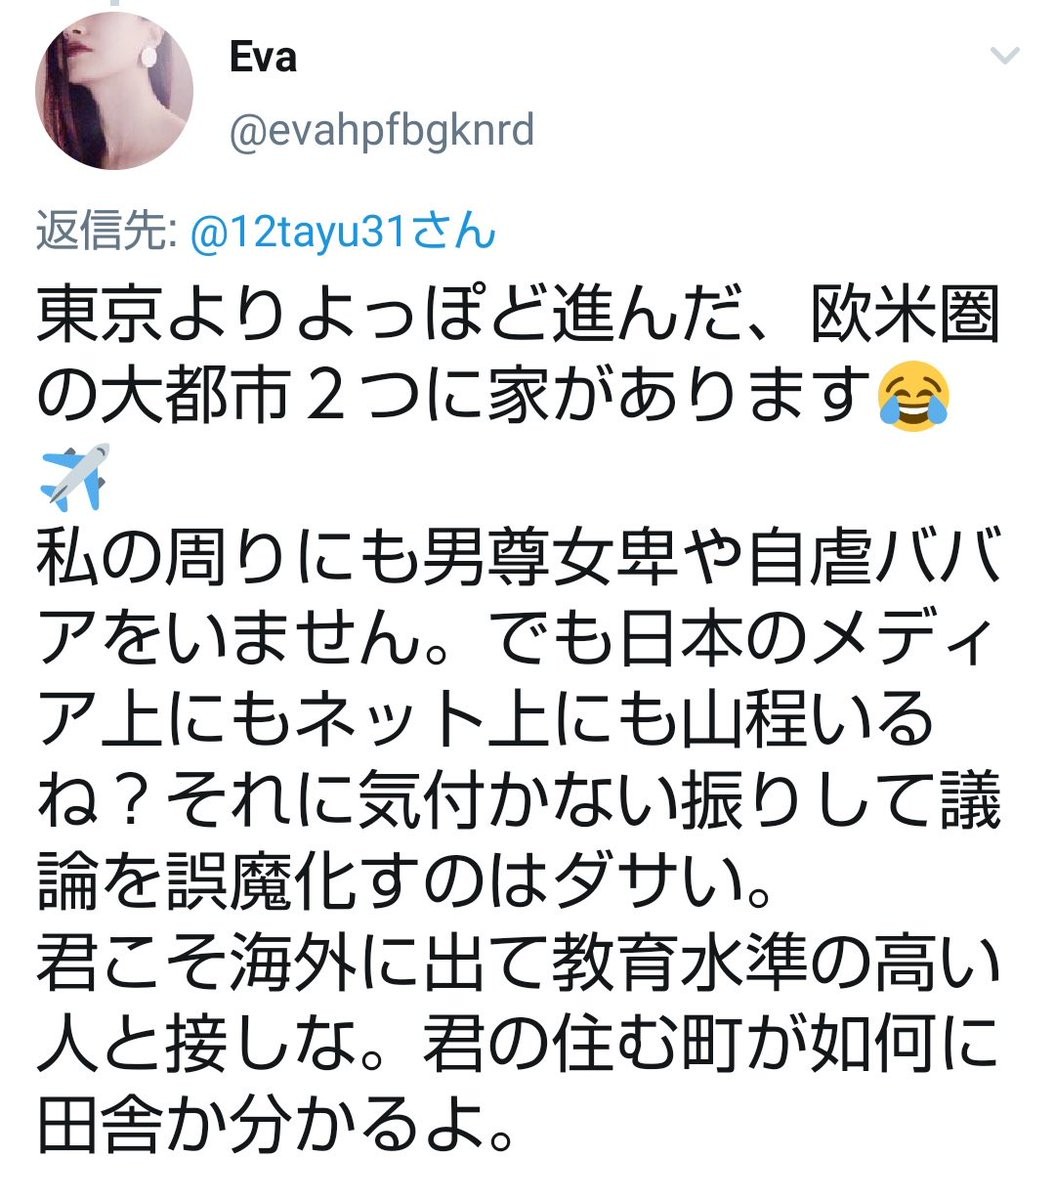 Eva
@evahpfbgknrd
返信先: @12tayu31さん
東京よりよっぽど進んだ、欧米圏
の大都市２つに家があります😂
✈️
私の周りにも男尊女卑や自虐ババ
アをいません。でも日本のメディ
ア上にもネット上にも山程いる
ね？それに気付かない振りして議
論を誤魔化すのはダサい。
君こそ海外に出て教育水準の高い
人と接しな。君の住む町が如何に
田舎か分かるよ。